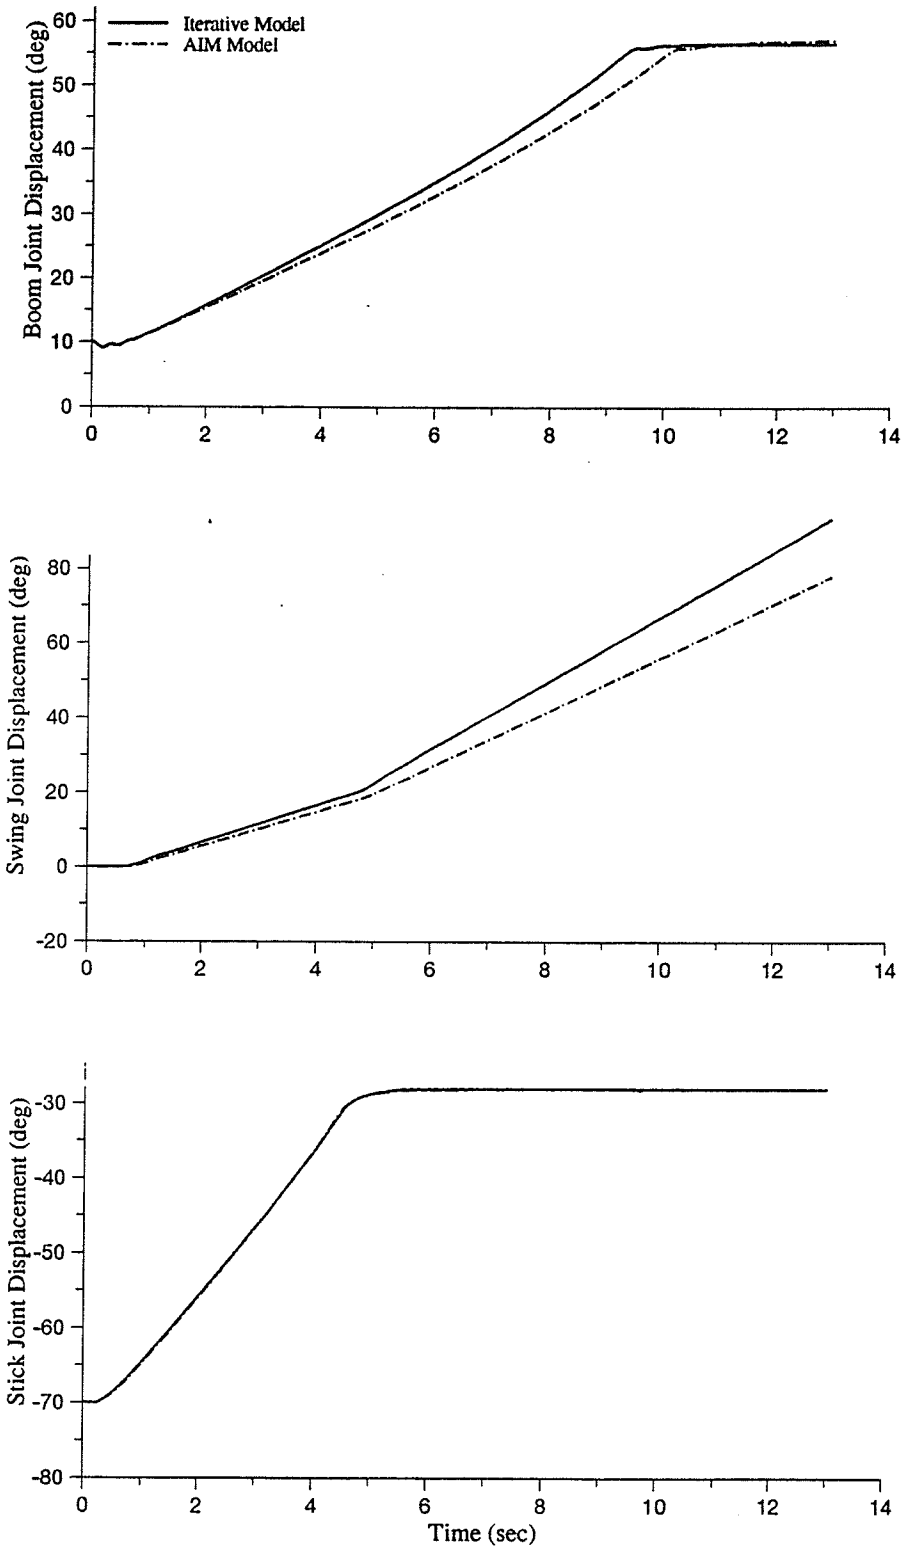 Iterative Model
AIM Model
Boom Joint Displacement (deg)
60
50
40
30
20
10
0
0 2 4 6 8 10 12 14
Swing Joint Displacement (deg)
80
60
40
20
0
-20
0 2 4 6 8 10 12 14
Stick Joint Displacement (deg)
-30
-40
-50
-60
-70
-80
0 2 4 6 8 10 12 14
Time (sec)